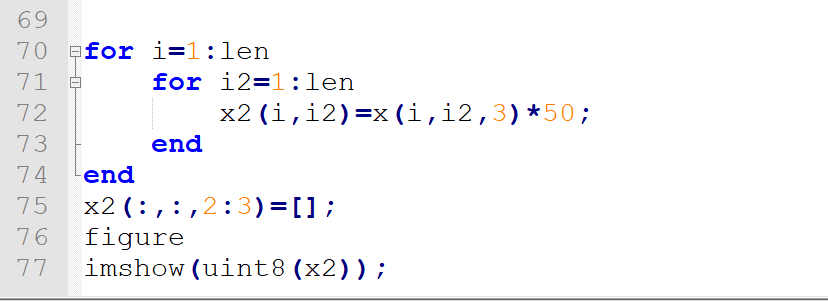 69
70 for i=1:len
71 for i2=1:len
72 x2(i,i2)=x(i,i2,3)*50;
73 end
74 end
75 x2(:,:,2:3)=[];
76 figure
77 imshow(uint8(x2));